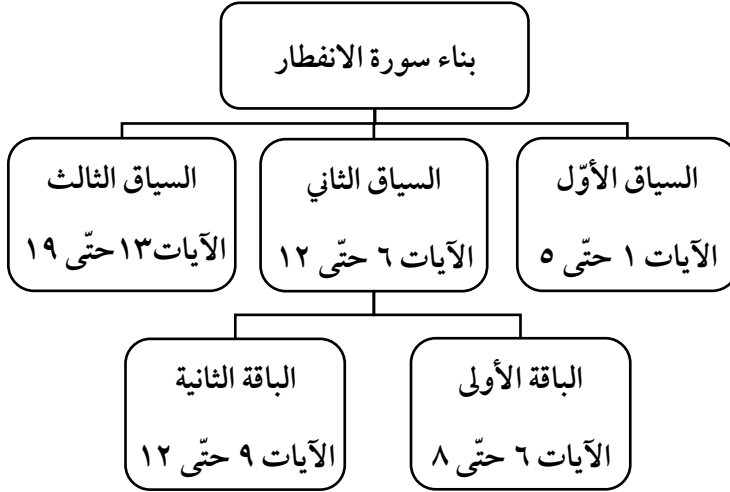 بناء سورة الانفطار
السياق الأوّل
الآيات ١ حتّى ٥
السياق الثاني
الآيات ٦ حتّى ١٢
السياق الثالث
الآيات١٣حتّى ١٩
الباقة الأولى
الآيات ٦ حتّى ٨
الباقة الثانية
الآيات ٩ حتّى ١٢